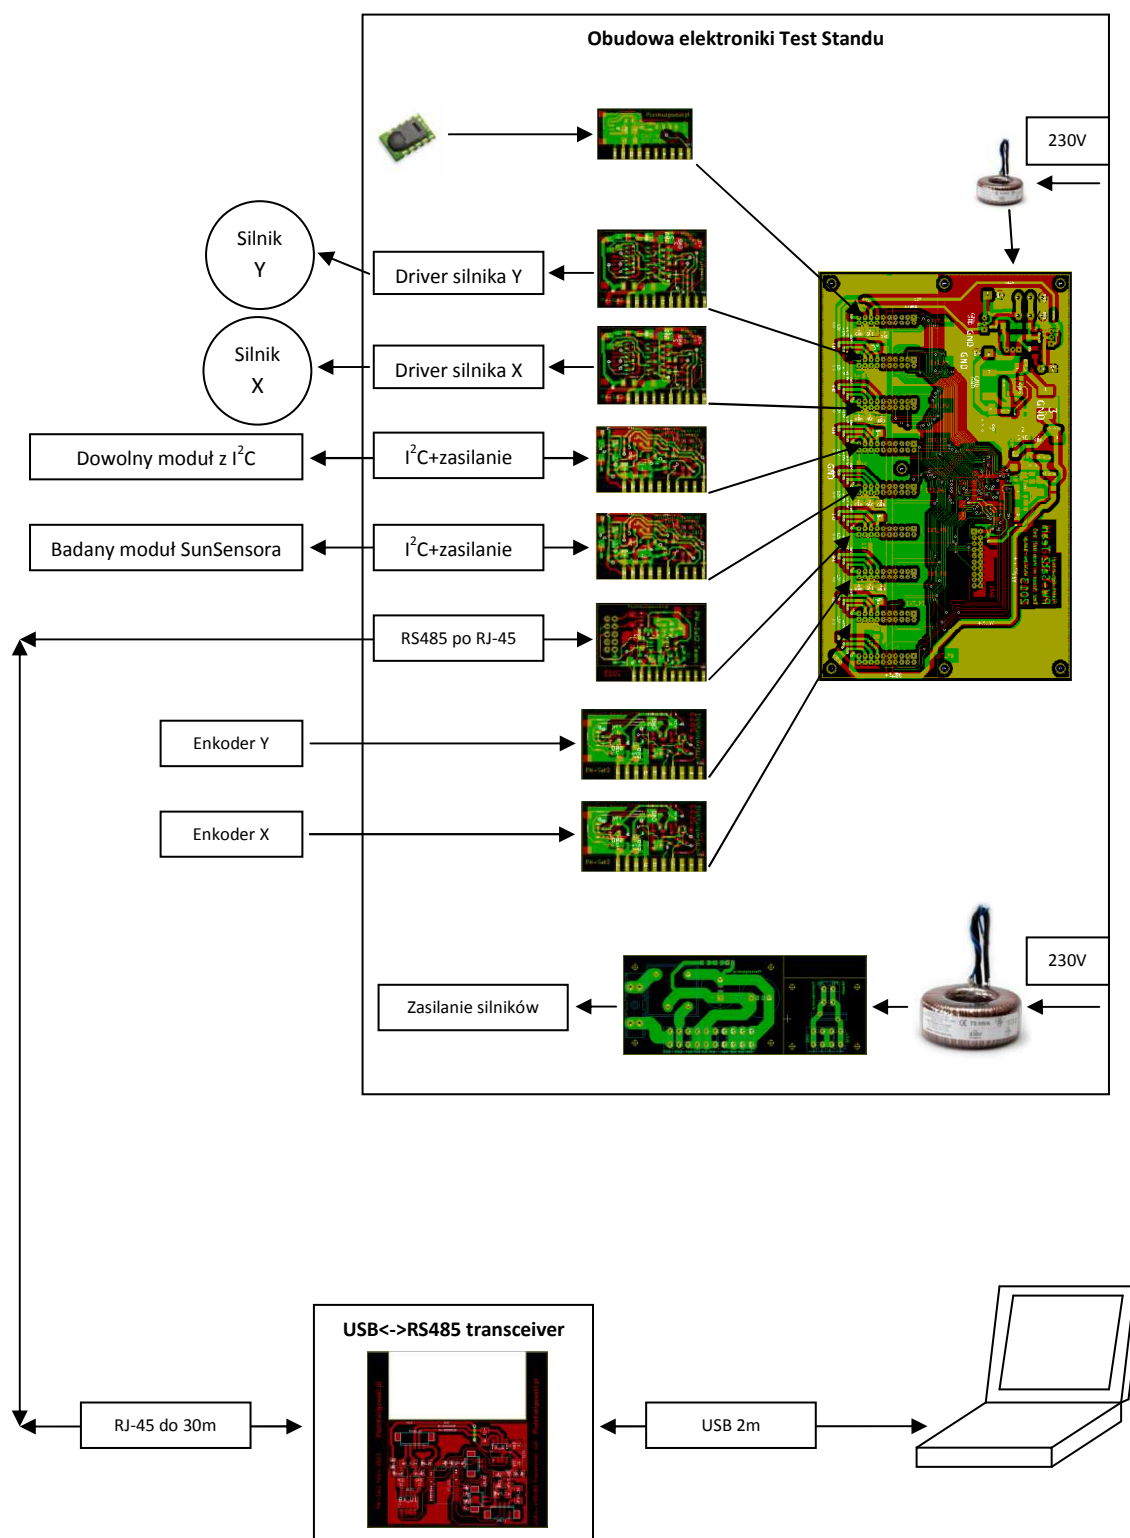 Obudowa elektroniki Test Standu
230V
Silnik
Y
Driver silnika Y
Silnik
X
Driver silnika X
Dowolny moduł z I²C
I²C+zasilanie
Badany moduł SunSensora
I²C+zasilanie
RS485 po RJ-45
Enkoder Y
Enkoder X
230V
Zasilanie silników
USB<->RS485 transceiver
RJ-45 do 30m
USB 2m